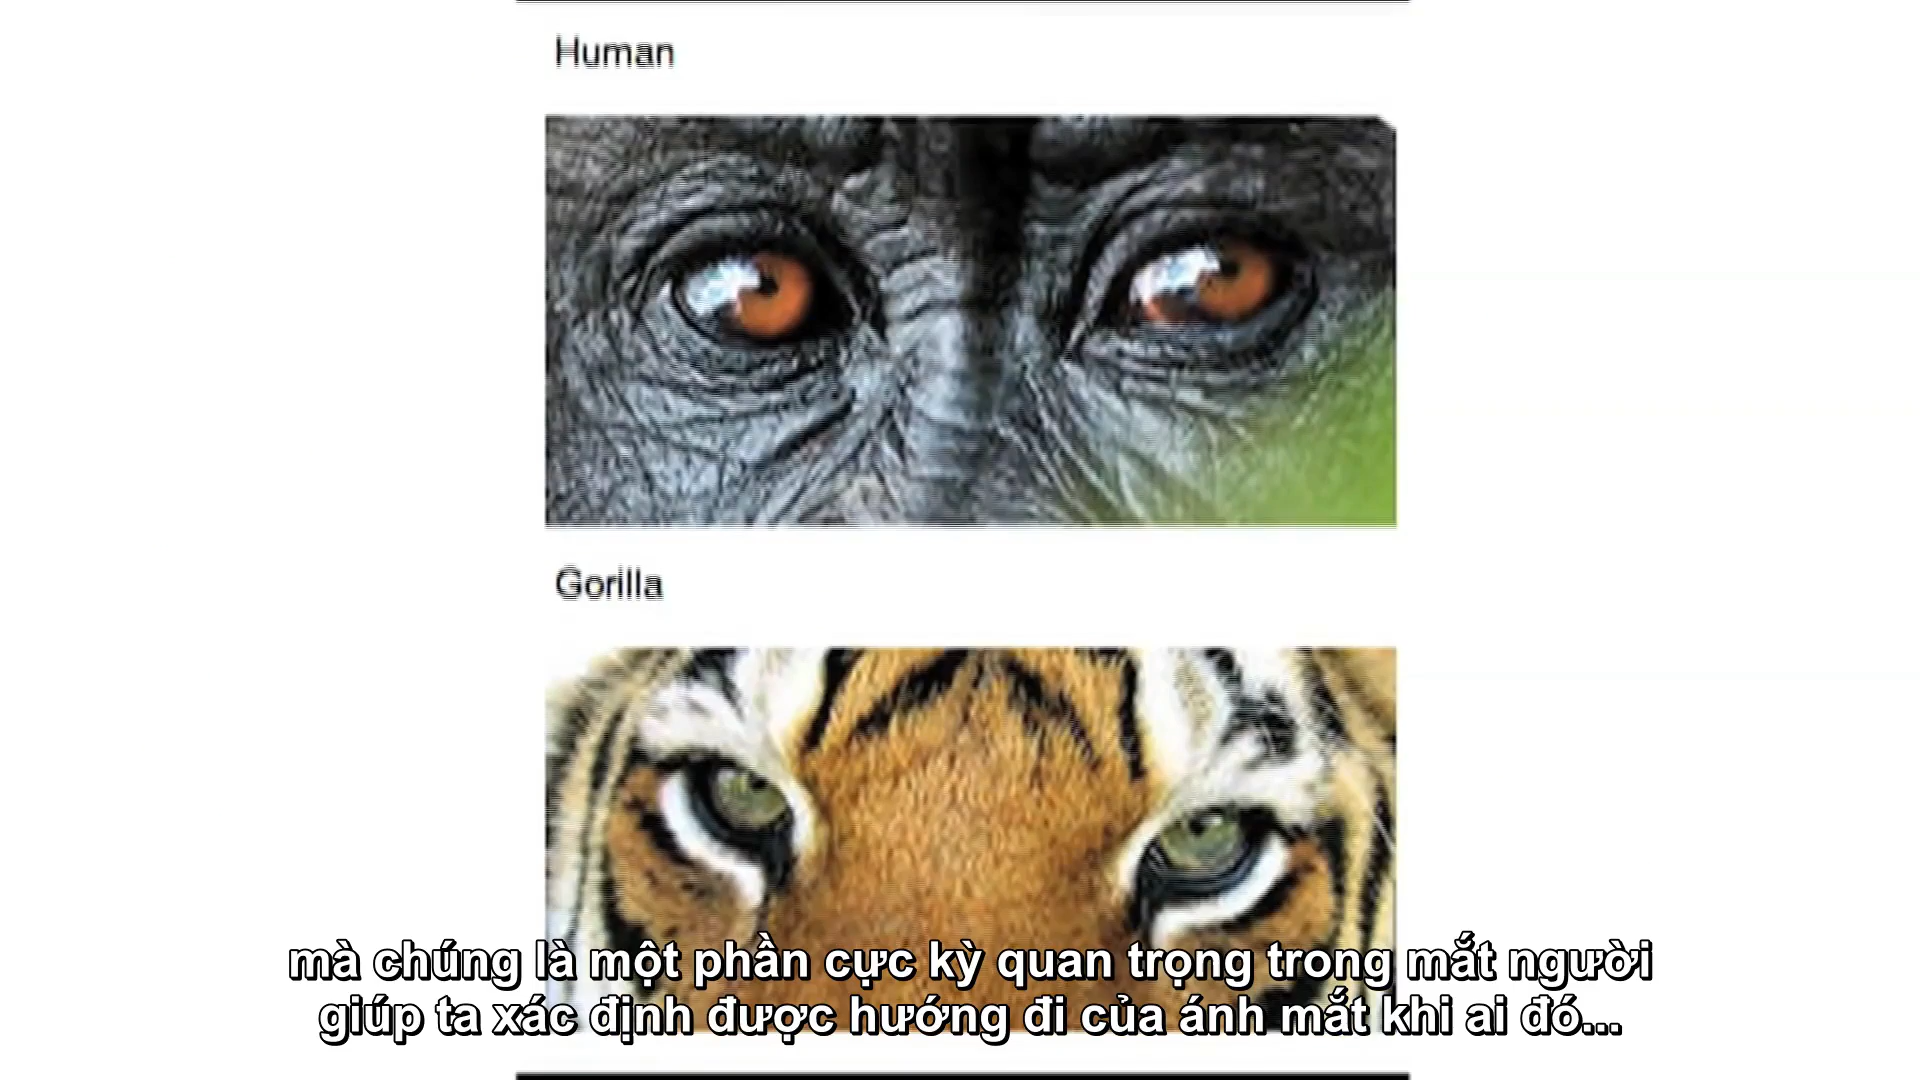 Human
Gorilla
mà chúng là một phần cực kỳ quan trọng trong mắt người
giúp ta xác định được hướng đi của ánh mắt khi ai đó...